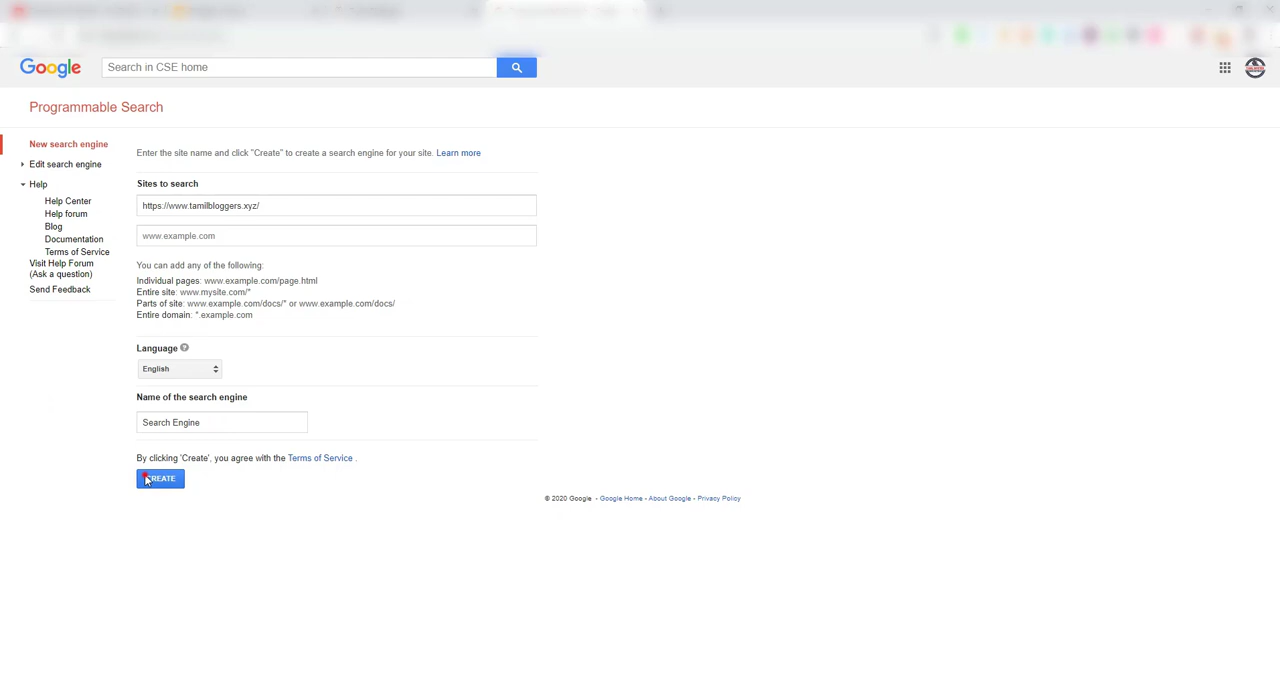 Google
Search in CSE home
Programmable Search
New search engine
Edit search engine
Help
Help Center
Help forum
Blog
Documentation
Terms of Service
Visit Help Forum
(Ask a question)
Send Feedback
Enter the site name and click "Create" to create a search engine for your site. Learn more
Sites to search
https://www.tamilbloggers.xyz/
www.example.com
You can add any of the following:
Individual pages: www.example.com/page.html
Entire site: www.mysite.com/*
Parts of site: www.example.com/docs/* or www.example.com/docs/
Entire domain: *.example.com
Language
English
Name of the search engine
Search Engine
By clicking 'Create', you agree with the Terms of Service .
CREATE
© 2020 Google - Google Home - About Google - Privacy Policy